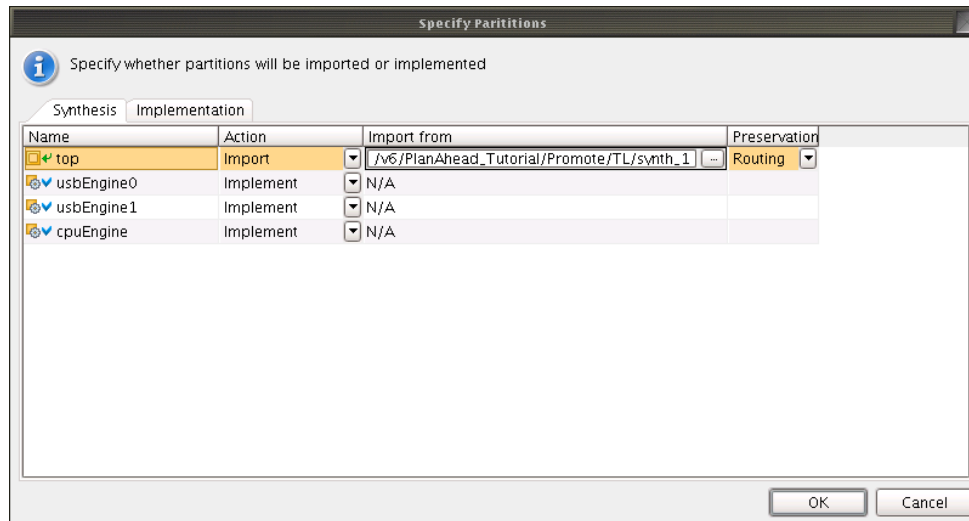 Specify Parititions
Specify whether partitions will be imported or implemented
Synthesis Implementation
Name Action Import from Preservation
top Import /v6/PlanAhead_Tutorial/Promote/TL/synth_1 ... Routing
usbEngine0 Implement N/A
usbEngine1 Implement N/A
cpuEngine Implement N/A
OK Cancel